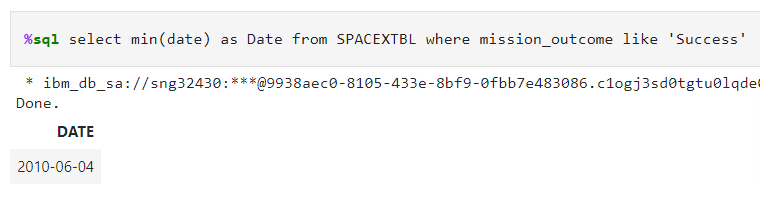 %sql select min(date) as Date from SPACEXTBL where mission_outcome like 'Success'
* ibm_db_sa://sng32430:***@9938aec0-8105-433e-8bf9-0fbb7e483086.c1ogj3sd0tgtu0lqde
Done.
DATE
2010-06-04